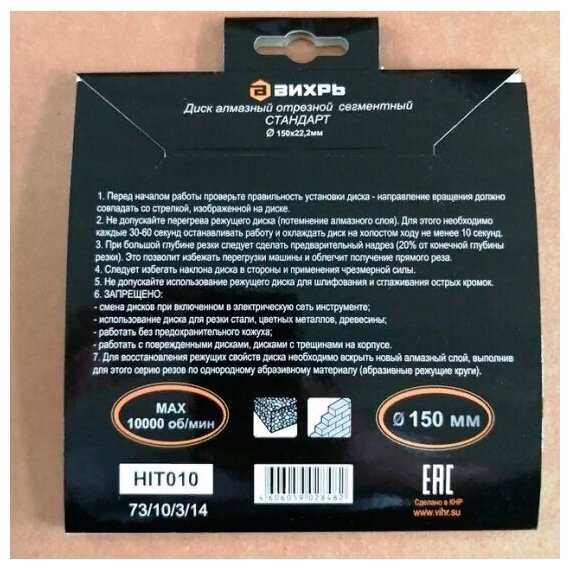 ВИХРЬ
Диск алмазный отрезной сегментный
СТАНДАРТ
Ø 150х22,2мм
1. Перед началом работы проверьте правильность установки диска - направление вращения должно
совпадать со стрелкой, изображенной на диске.
2. Не допускайте перегрева режущего диска (потемнение алмазного слоя). Для этого необходимо
каждые 30-60 секунд останавливать работу и охлаждать диск на холостом ходу не менее 10 секунд.
3. При большой глубине резки следует сделать предварительный надрез (20% от конечной глубины
резки). Это позволит избежать перегрузки машины и облегчит получение прямого реза.
4. Следует избегать наклона диска в стороны и применения чрезмерной силы.
5. Не допускайте использования режущего диска для шлифования и сглаживания острых кромок.
6. ЗАПРЕЩЕНО:
- смена дисков при включенном в электрическую сеть инструменте;
- использование диска для резки стали, цветных металлов, древесины;
- работать без предохранительного кожуха;
- работать с поврежденными дисками, дисками с трещинами на корпусе.
7. Для восстановления режущих свойств диска необходимо вскрыть новый алмазный слой, выполнив
для этого серию резов по однородному абразивному материалу (абразивные режущие круги).
MAX
10000 об/мин
Ø 150 мм
HIT010
73/10/3/14
4606059028482
EAC
Сделано в КНР
www.vihr.su